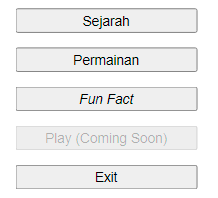 Sejarah
Permainan
Fun Fact
Play (Coming Soon)
Exit